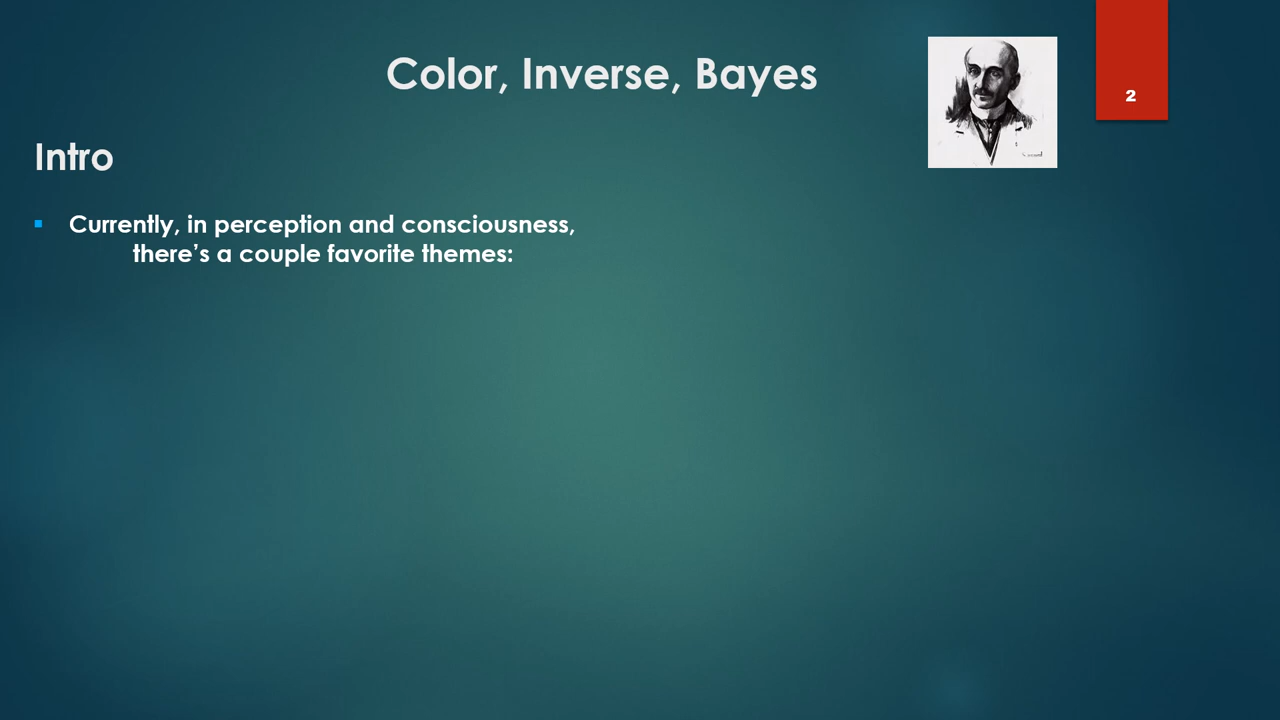 Color, Inverse, Bayes
2
Intro
Currently, in perception and consciousness,
there’s a couple favorite themes: